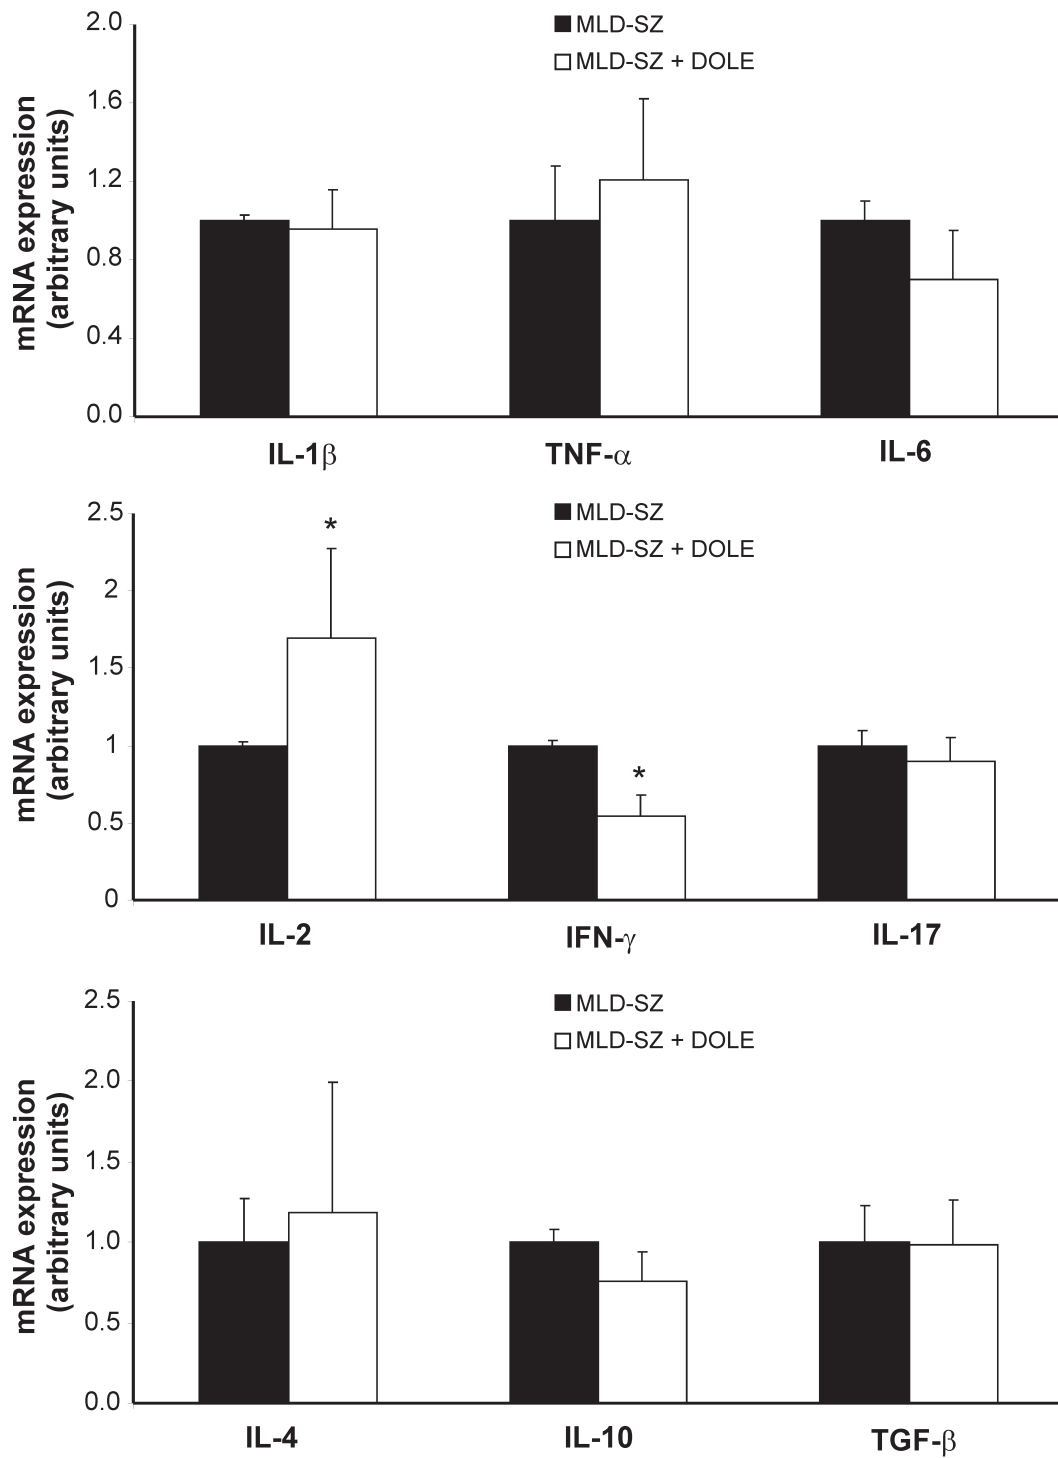 2.0
1.6
1.2
0.8
0.4
0.0
mRNA expression
(arbitrary units)
MLD-SZ
MLD-SZ + DOLE
IL-1β
TNF-α
IL-6
2.5
2
1.5
1
0.5
0
mRNA expression
(arbitrary units)
MLD-SZ
MLD-SZ + DOLE
*
*
IL-2
IFN-γ
IL-17
2.5
2.0
1.5
1.0
0.5
0.0
mRNA expression
(arbitrary units)
MLD-SZ
MLD-SZ + DOLE
IL-4
IL-10
TGF-β